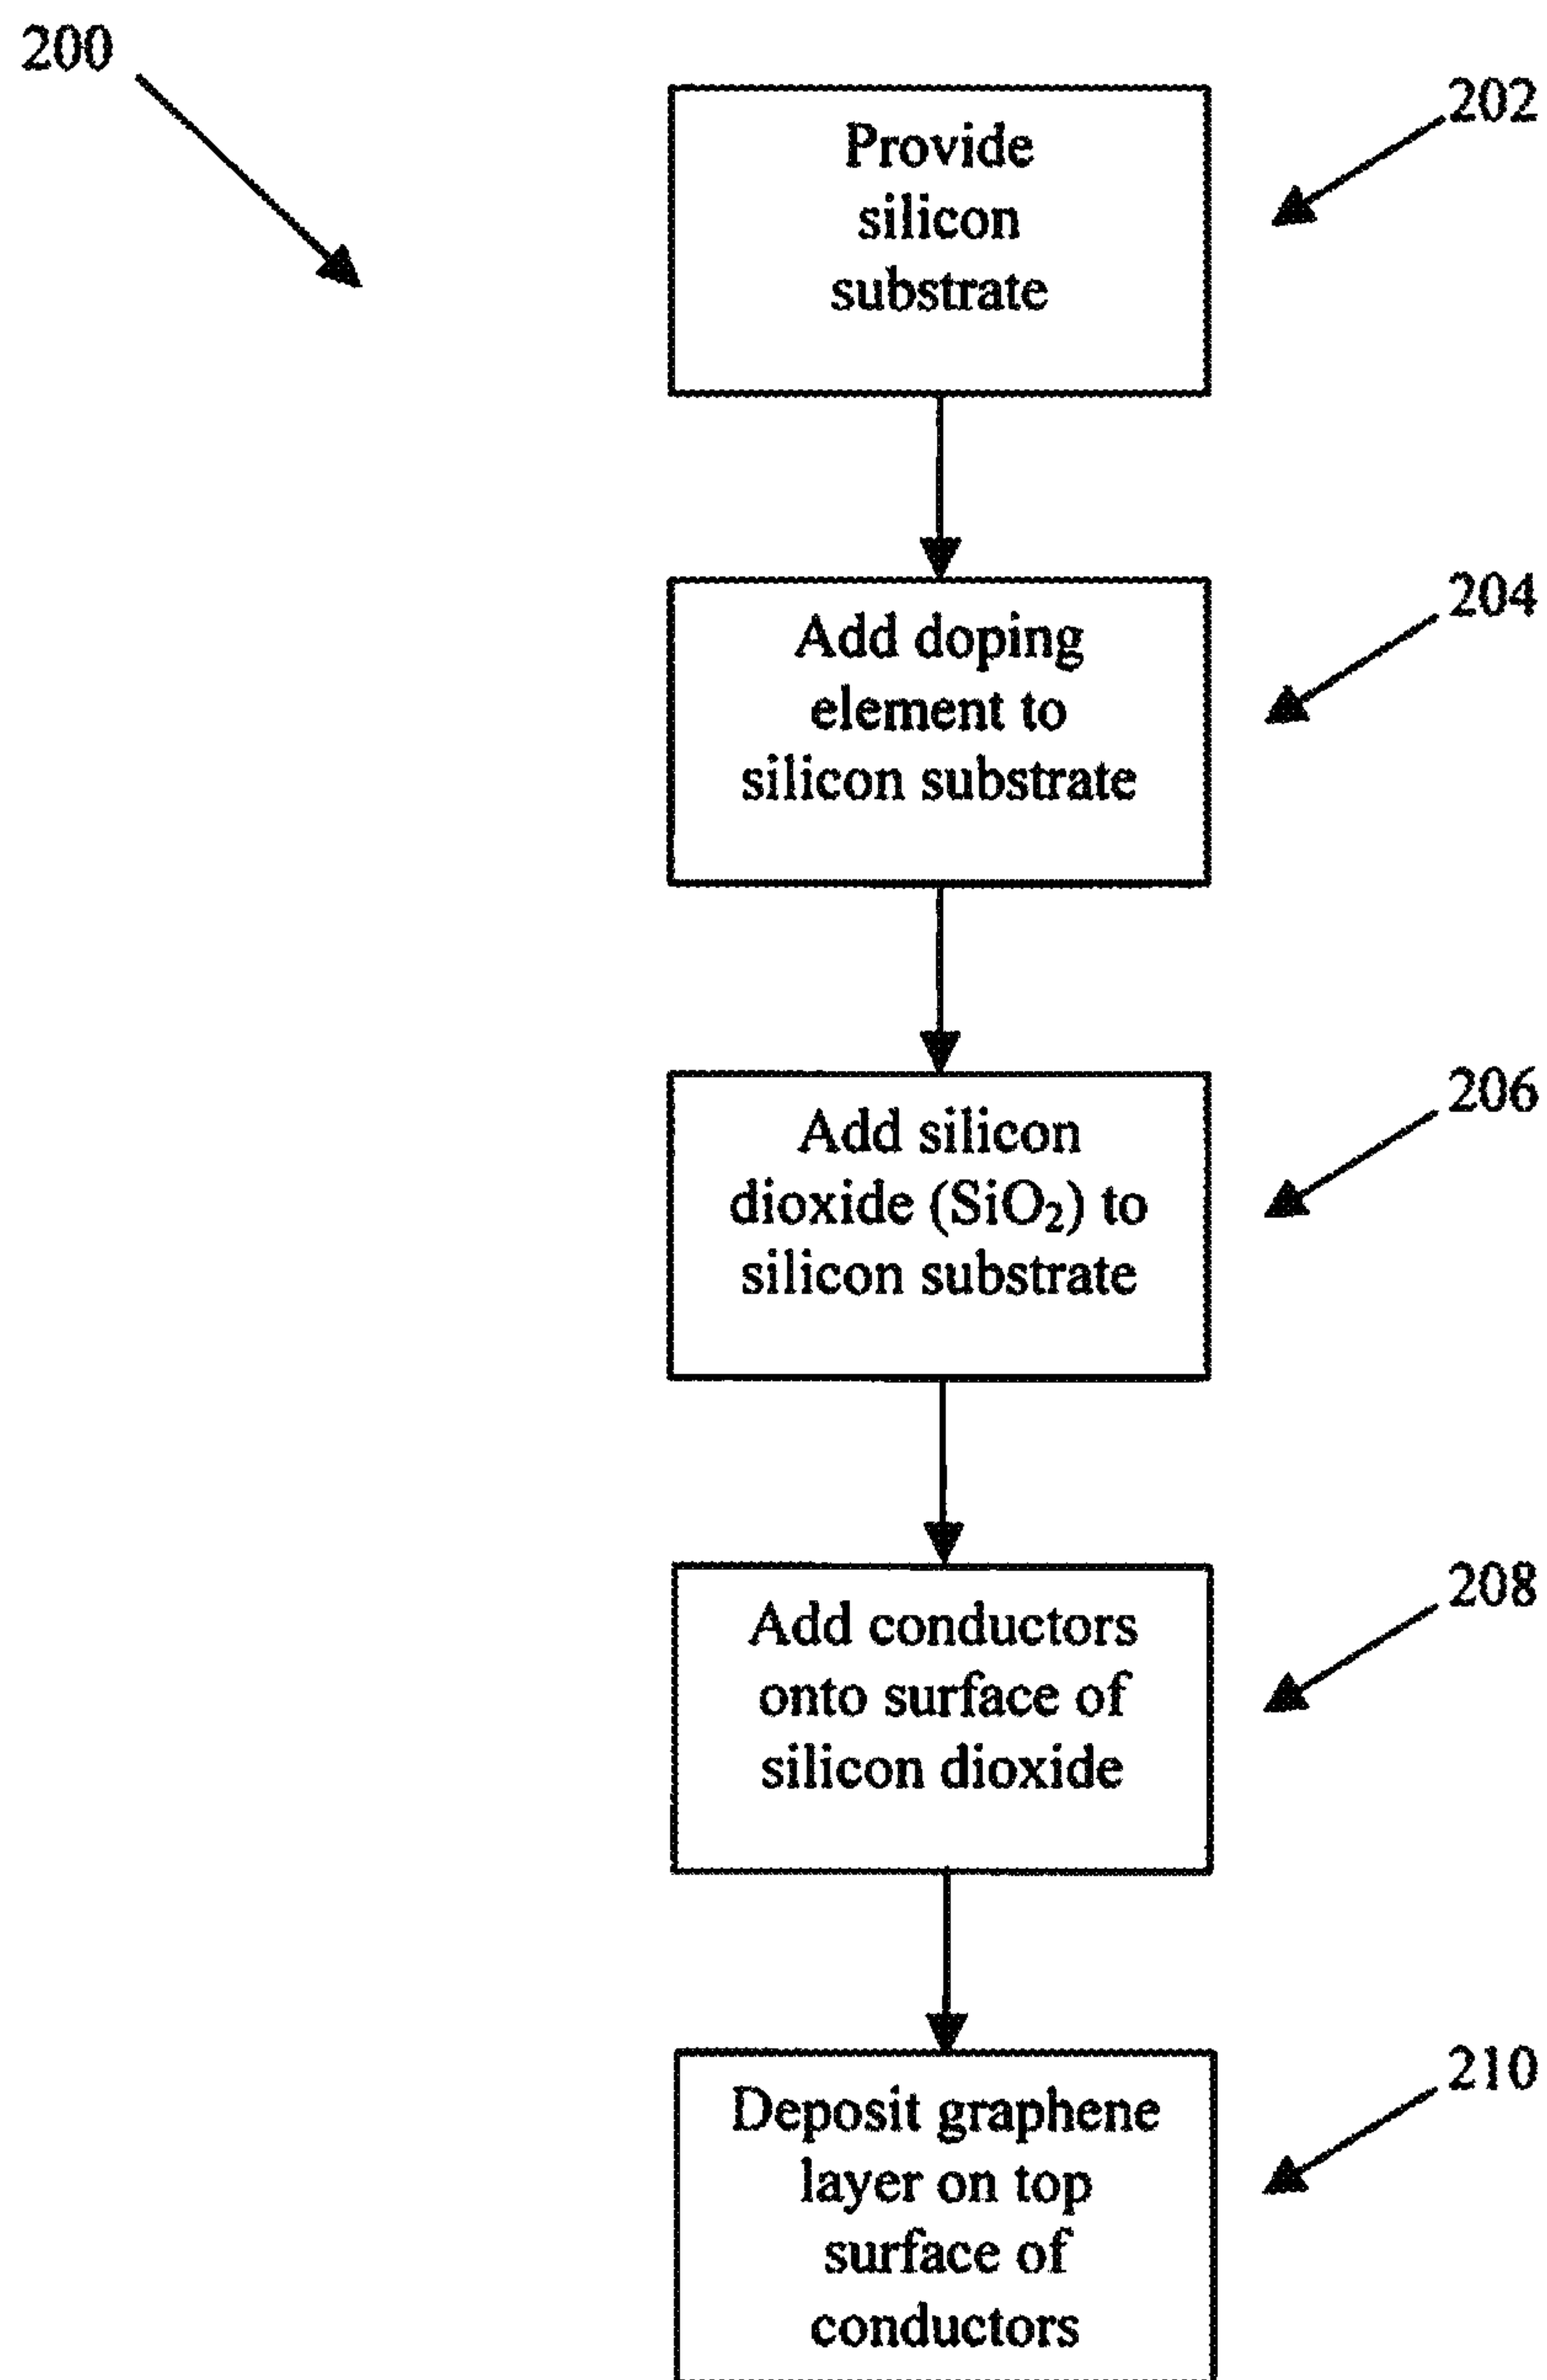 200
202
Provide
silicon
substrate
204
Add doping
element to
silicon substrate
206
Add silicon
dioxide (SiO₂) to
silicon substrate
208
Add conductors
onto surface of
silicon dioxide
210
Deposit graphene
layer on top
surface of
conductors